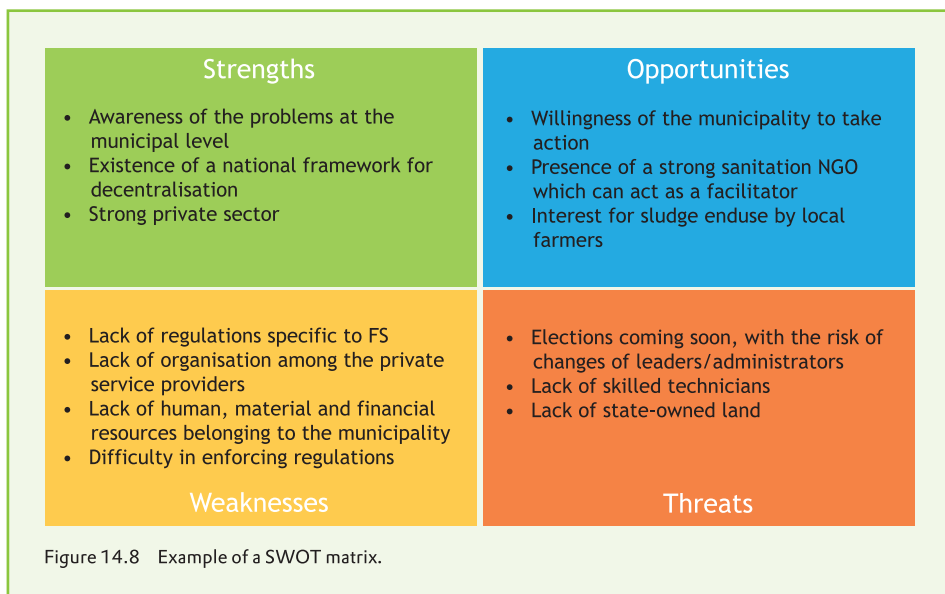 Strengths
• Awareness of the problems at the
municipal level
• Existence of a national framework for
decentralisation
• Strong private sector
Opportunities
• Willingness of the municipality to take
action
• Presence of a strong sanitation NGO
which can act as a facilitator
• Interest for sludge enduse by local
farmers
• Lack of regulations specific to FS
• Lack of organisation among the private
service providers
• Lack of human, material and financial
resources belonging to the municipality
• Difficulty in enforcing regulations
Weaknesses
• Elections coming soon, with the risk of
changes of leaders/administrators
• Lack of skilled technicians
• Lack of state-owned land
Threats
Figure 14.8 Example of a SWOT matrix.